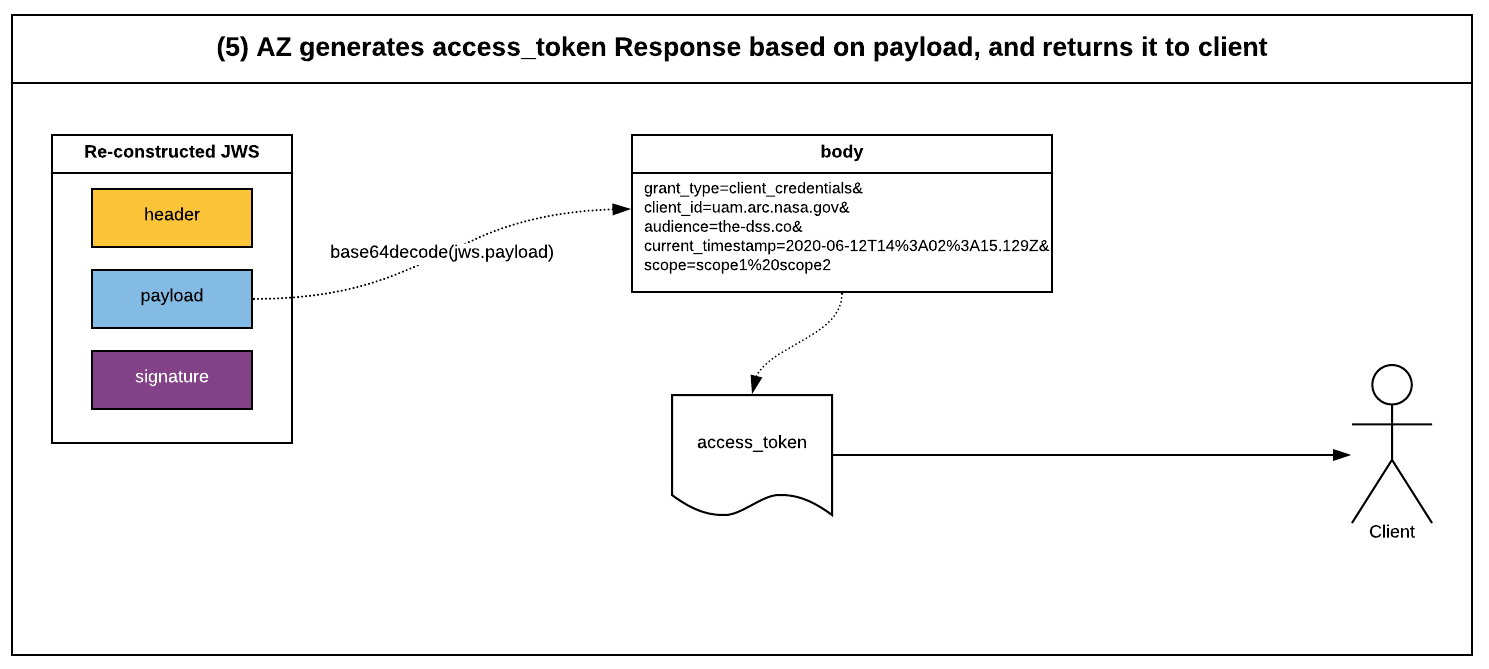 (5) AZ generates access_token Response based on payload, and returns it to client
Re-constructed JWS
header
payload
signature
base64decode(jws.payload)
body
grant_type=client_credentials&
client_id=uam.arc.nasa.gov&
audience=the-dss.co&
current_timestamp=2020-06-12T14%3A02%3A15.129Z&
scope=scope1%20scope2
access_token
Client